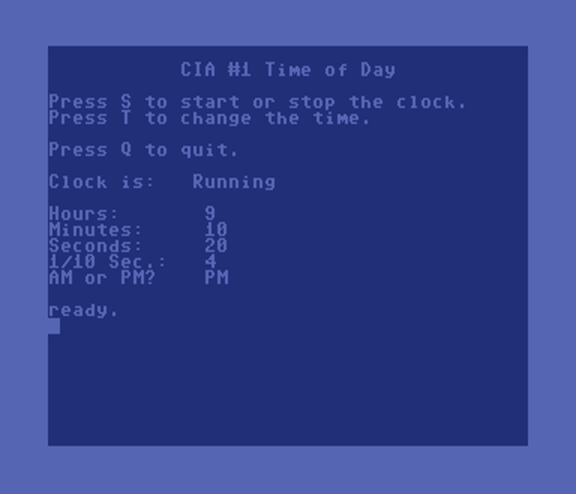 CIA #1 Time of Day
Press S to start or stop the clock.
Press T to change the time.
Press Q to quit.
Clock is: Running
Hours: 9
Minutes: 10
Seconds: 20
1/10 Sec.: 4
AM or PM? PM
ready.